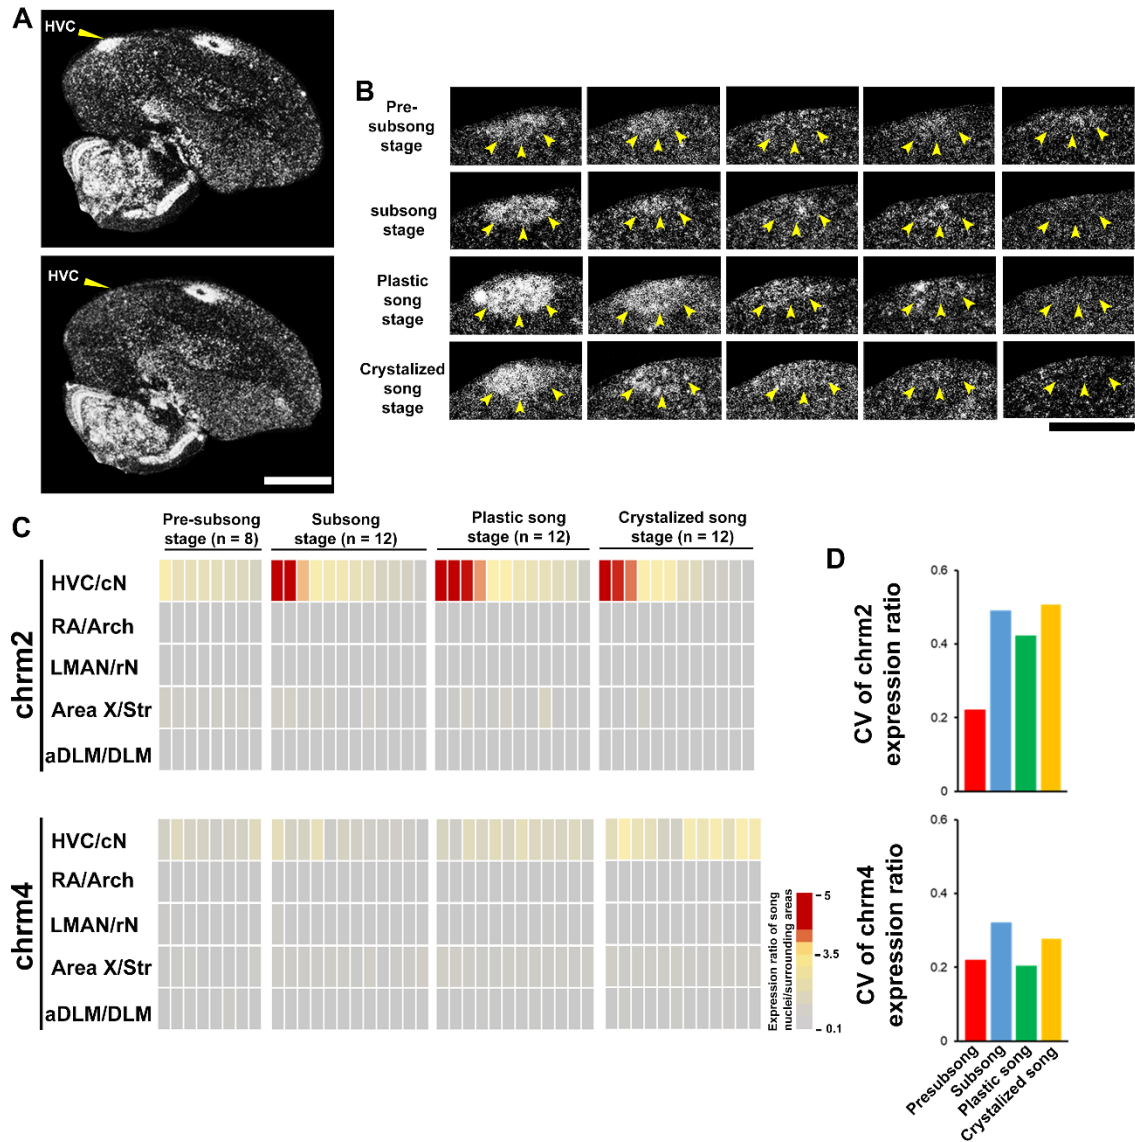 A
HVC
HVC
B
Pre-
subsong
stage
subsong
stage
Plastic
song
stage
Crystalized
song
stage
C
Pre-subsong
stage (n = 8)
Subsong
stage (n = 12)
Plastic song
stage (n = 12)
Crystalized song
stage (n = 12)
chrm2
HVC/cN
RA/Arch
LMAN/rN
Area X/Str
aDLM/DLM
chrm4
HVC/cN
RA/Arch
LMAN/rN
Area X/Str
aDLM/DLM
Expression ratio of song
nuclei/surrounding areas
5
3.5
0.1
D
CV of chrm2
expression ratio
0.6
0.4
0.2
0
CV of chrm4
expression ratio
0.6
0.4
0.2
0
Presubsong
Subsong
Plastic song
Crystalized song